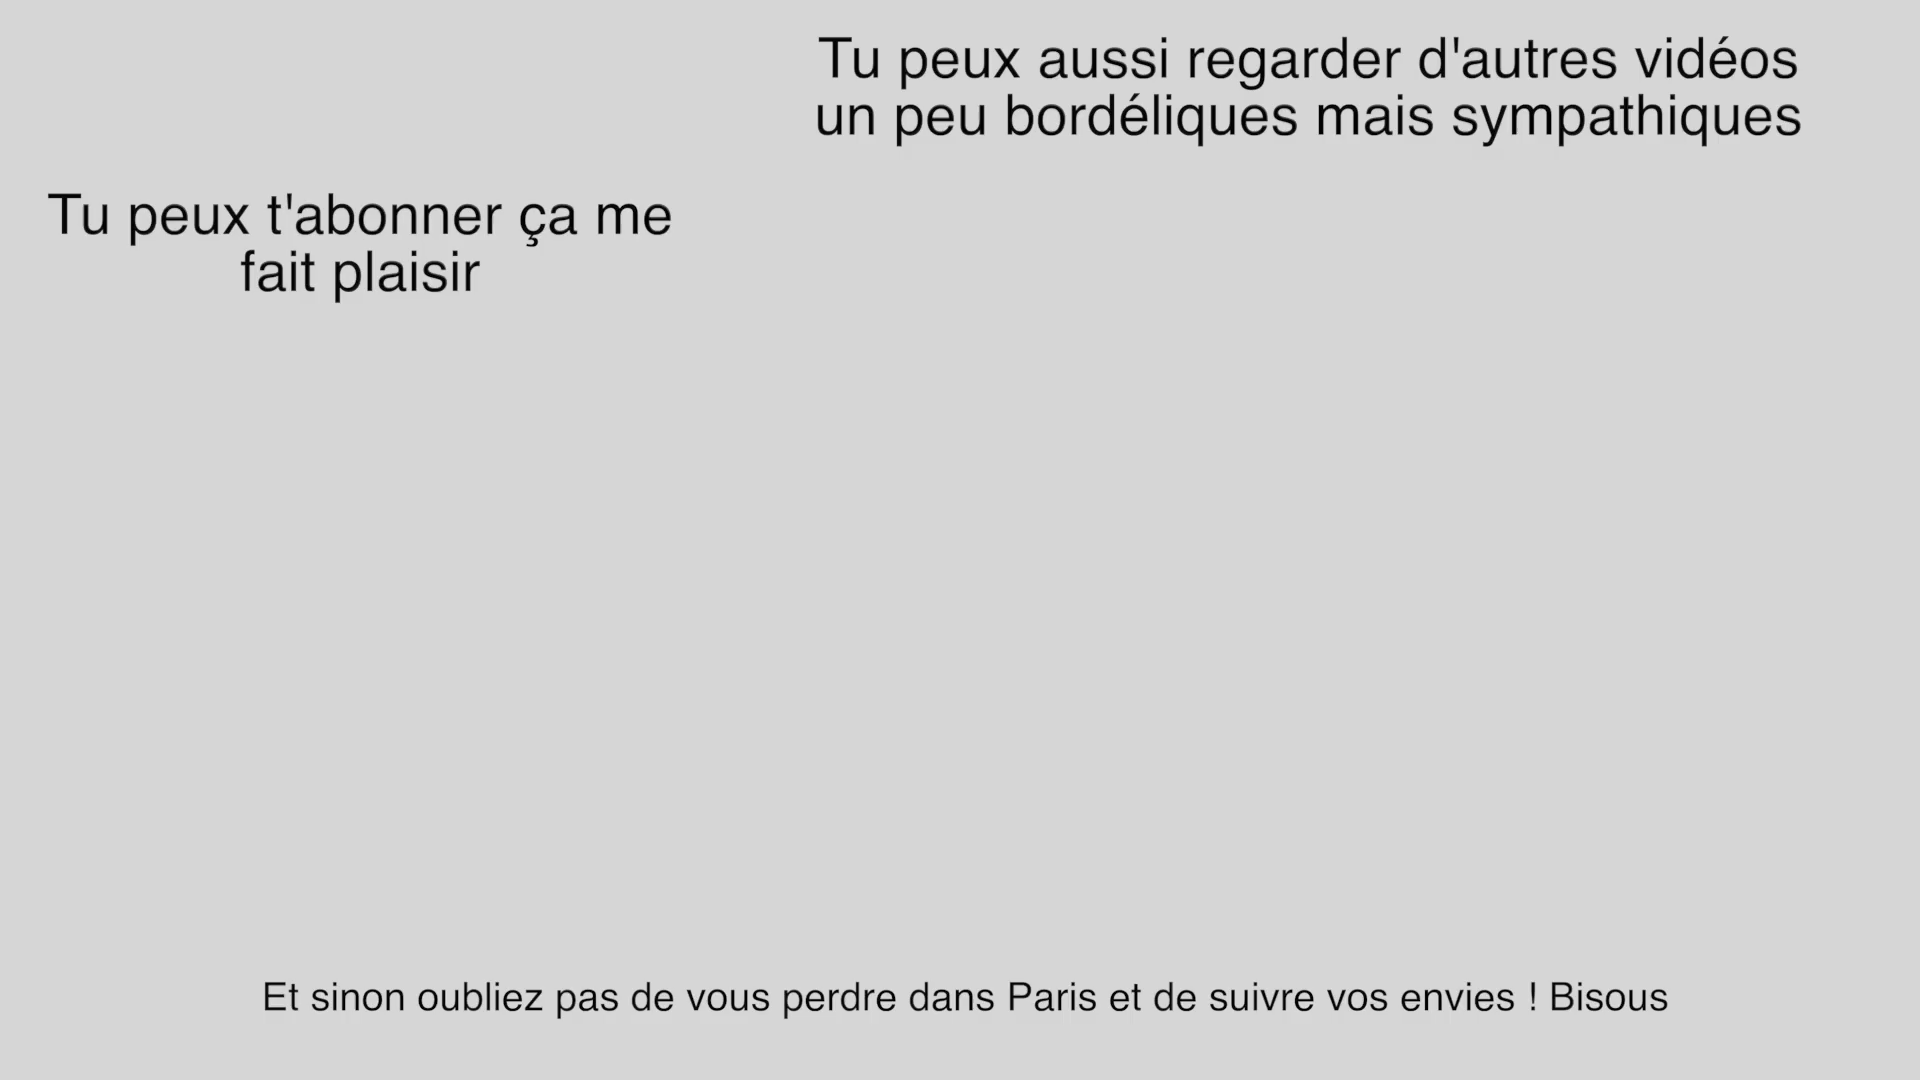 Tu peux aussi regarder d'autres vidéos
un peu bordéliques mais sympathiques
Tu peux t'abonner ça me
fait plaisir
Et sinon oubliez pas de vous perdre dans Paris et de suivre vos envies ! Bisous